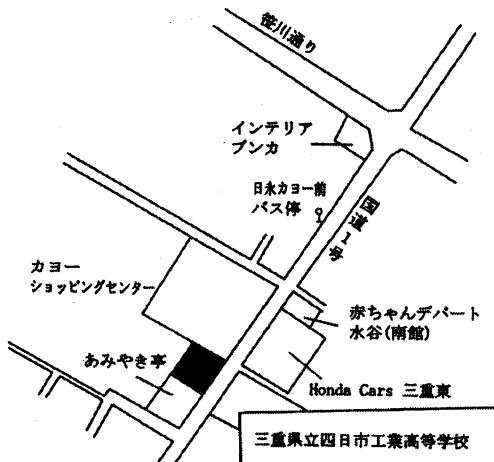 笹川通り
インテリア
ブンカ
日永カヨー前
バス停
国道1号
カヨー
ショッピングセンター
赤ちゃんデパート
水谷(南館)
あみやき亭
Honda Cars 三重東
三重県立四日市工業高等学校